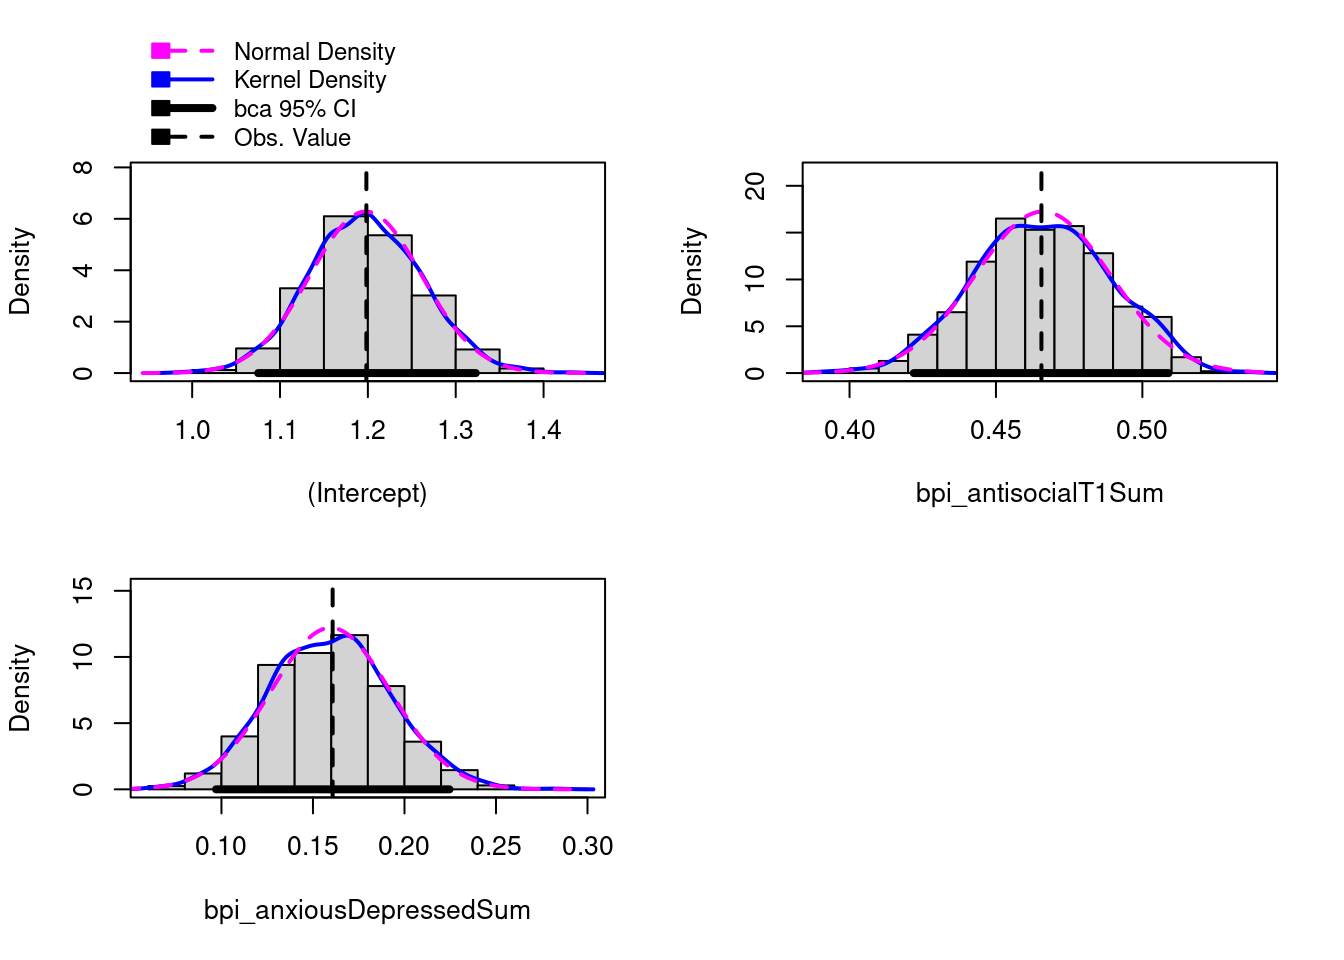 Normal Density
Kernel Density
bca 95% CI
Obs. Value
Density
0 2 4 6 8
1.0 1.1 1.2 1.3 1.4
(Intercept)
Density
0 5 10 20
0.40 0.45 0.50
bpi_antisocialT1Sum
Density
0 5 10 15
0.10 0.15 0.20 0.25 0.30
bpi_anxiousDepressedSum